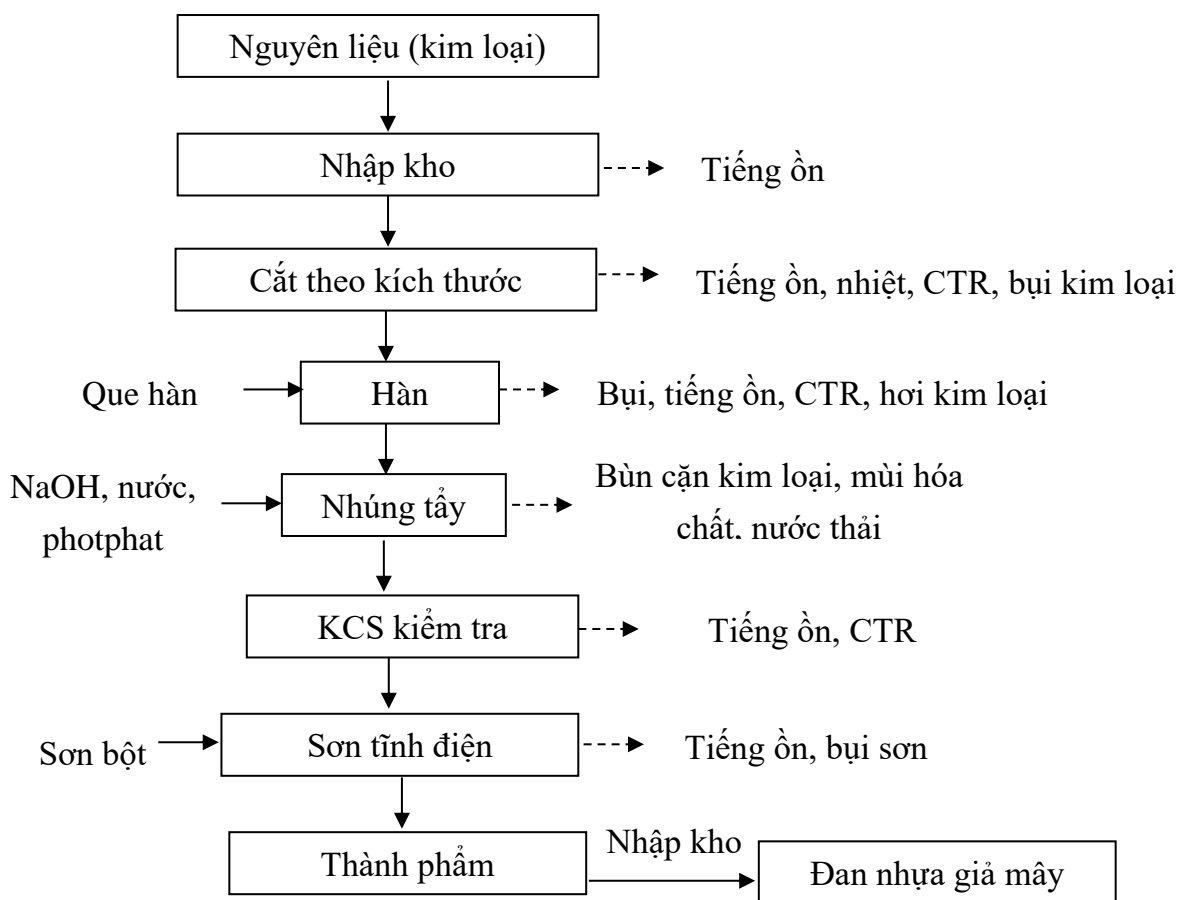 Nguyên liệu (kim loại)
Nhập kho
Tiếng ồn
Cắt theo kích thước
Tiếng ồn, nhiệt, CTR, bụi kim loại
Que hàn
Hàn
Bụi, tiếng ồn, CTR, hơi kim loại
NaOH, nước,
photphat
Nhúng tẩy
Bùn cặn kim loại, mùi hóa
chất, nước thải
KCS kiểm tra
Tiếng ồn, CTR
Sơn bột
Sơn tĩnh điện
Tiếng ồn, bụi sơn
Thành phẩm
Nhập kho
Đan nhựa giả mây